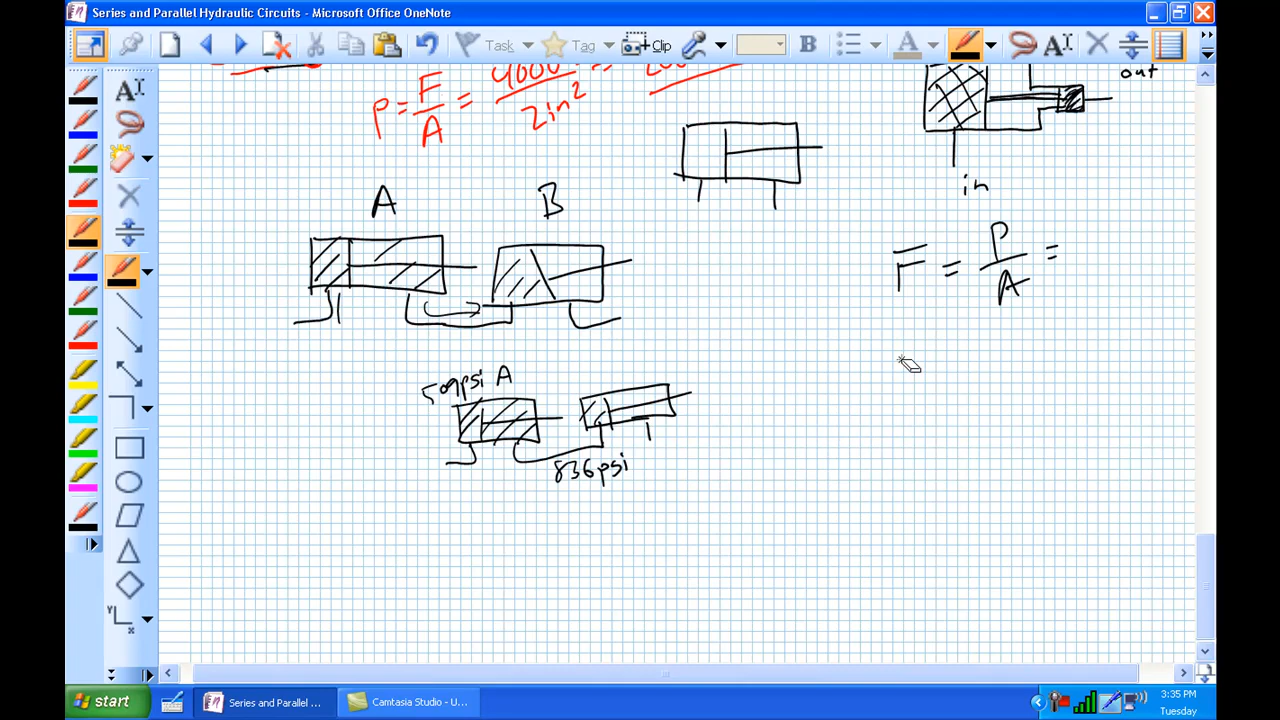 Series and Parallel Hydraulic Circuits - Microsoft Office OneNote
Task
Tag
Clip
B
A
P = F/A = 4000/2in² =
out
in
A
B
F = P/A =
509psi A
836psi
start
Series and Parallel ...
Camtasia Studio - U...
3:35 PM
Tuesday